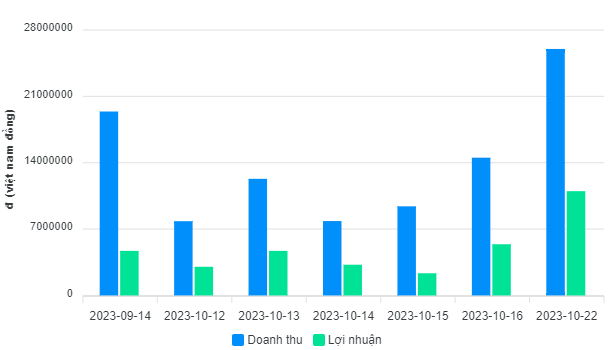 28000000
21000000
14000000
7000000
0
đ (việt nam đồng)
2023-09-14 2023-10-12 2023-10-13 2023-10-14 2023-10-15 2023-10-16 2023-10-22
Doanh thu Lợi nhuận